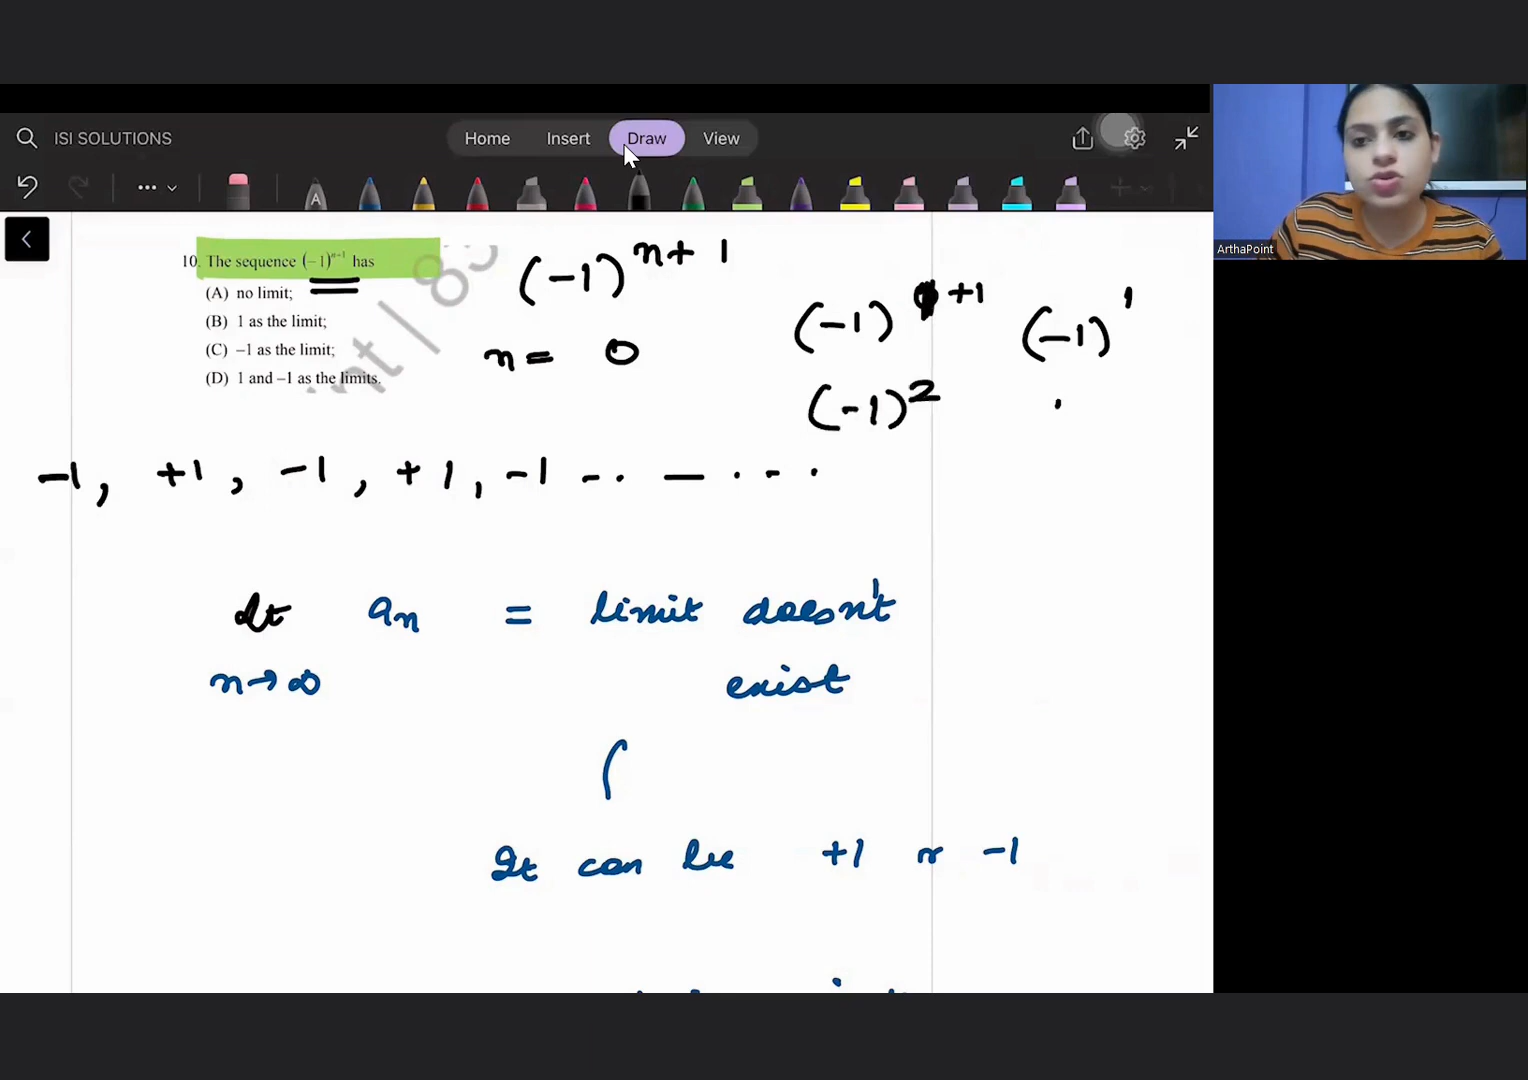 ISI SOLUTIONS
Home Insert Draw View
ArthaPoint
10. The sequence (−1)ⁿ⁺¹ has
(A) no limit;
(B) 1 as the limit;
(C) −1 as the limit;
(D) 1 and −1 as the limits.
(-1)ⁿ⁺¹
n = 0
(-1) +1 (-1)¹
(-1)²
-1, +1, -1, +1, -1 -- . — . - - .
lt aₙ = limit doesn't
n→∞ exist
It can be +1 or -1